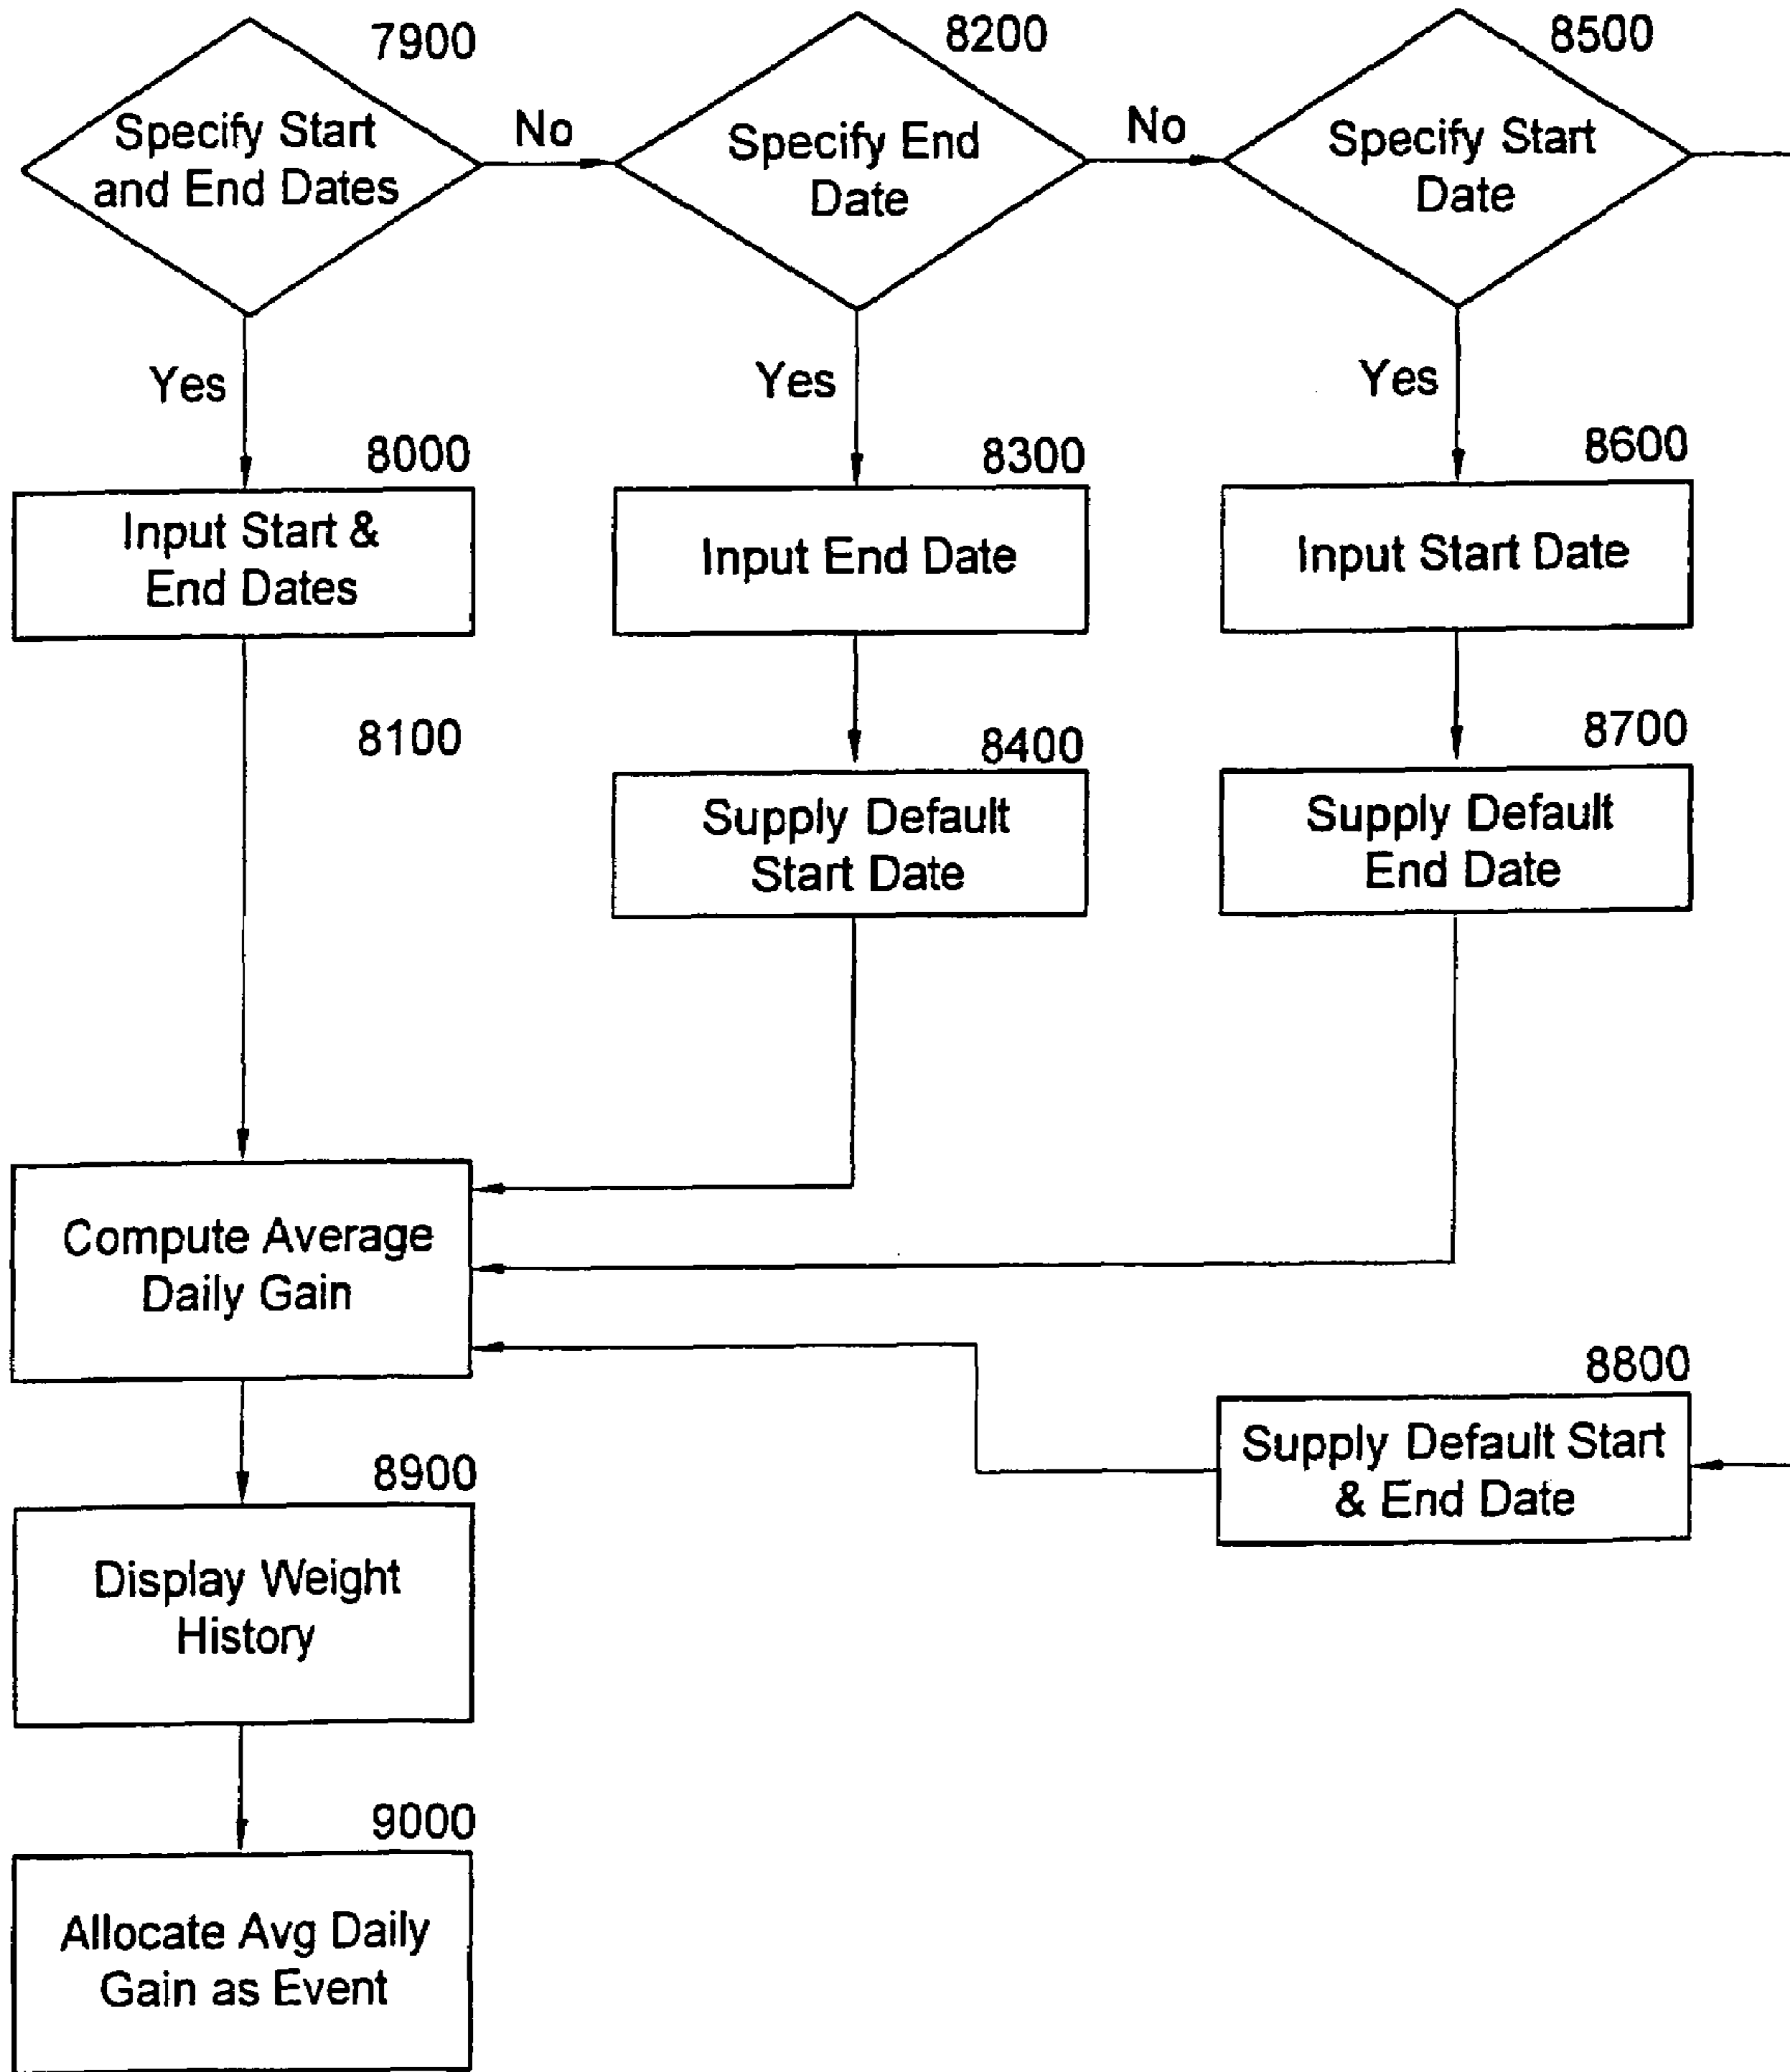 7900
8200
8500
Specify Start
and End Dates
No
Specify End
Date
No
Specify Start
Date
Yes
Yes
Yes
8000
8300
8600
Input Start &
End Dates
Input End Date
Input Start Date
8100
8400
8700
Supply Default
Start Date
Supply Default
End Date
Compute Average
Daily Gain
8800
Supply Default Start
& End Date
8900
Display Weight
History
9000
Allocate Avg Daily
Gain as Event